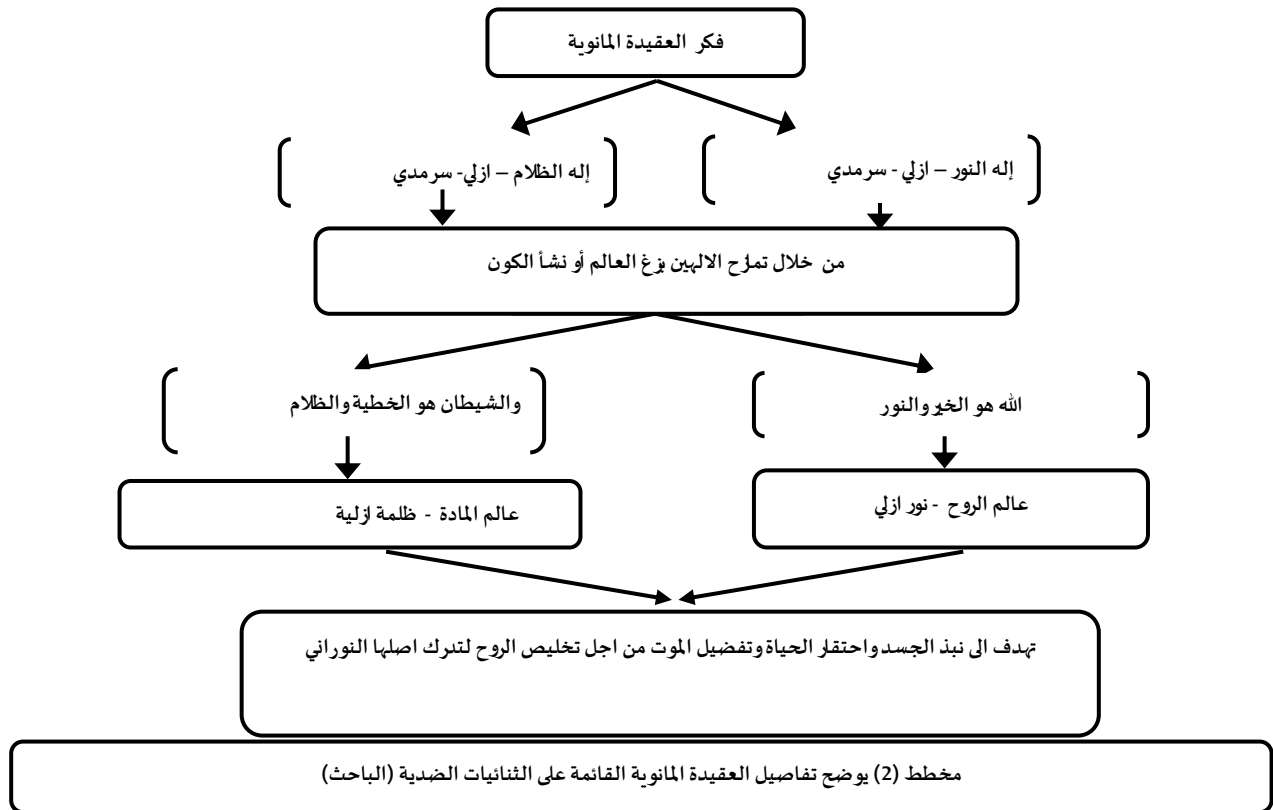 فكر العقيدة المانوية
إله النور – ازلي - سرمدي
إله الظلام – ازلي- سرمدي
من خلال تمازح الالهين بزغ العالم أو نشأ الكون
الله هو الخير والنور
والشيطان هو الخطية والظلام
عالم الروح - نور ازلي
عالم المادة - ظلمة ازلية
تهدف الى نبذ الجسد واحتقار الحياة وتفضيل الموت من اجل تخليص الروح لتدرك اصلها النوراني
مخطط (2) يوضح تفاصيل العقيدة المانوية القائمة على الثنائيات الضدية (الباحث)